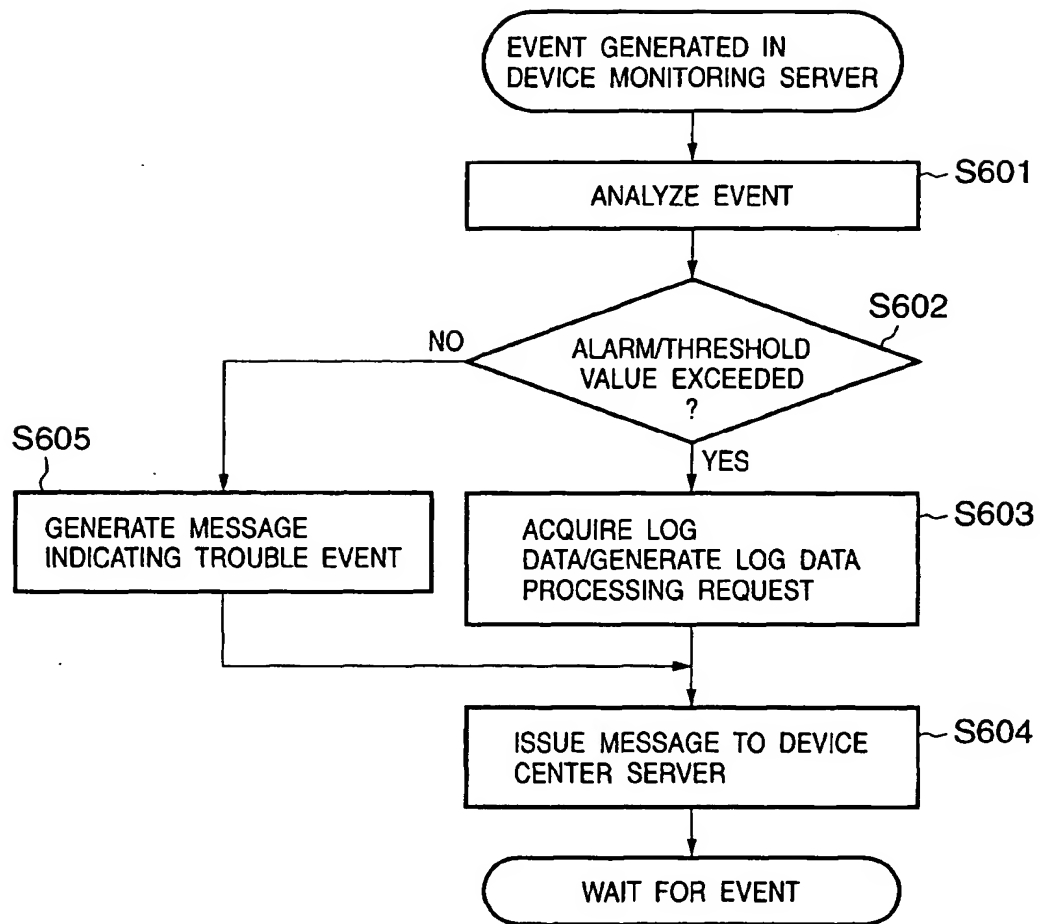 EVENT GENERATED IN
DEVICE MONITORING SERVER
S601
ANALYZE EVENT
S602
NO
ALARM/THRESHOLD
VALUE EXCEEDED
?
YES
S605
GENERATE MESSAGE
INDICATING TROUBLE EVENT
S603
ACQUIRE LOG
DATA/GENERATE LOG DATA
PROCESSING REQUEST
S604
ISSUE MESSAGE TO DEVICE
CENTER SERVER
WAIT FOR EVENT